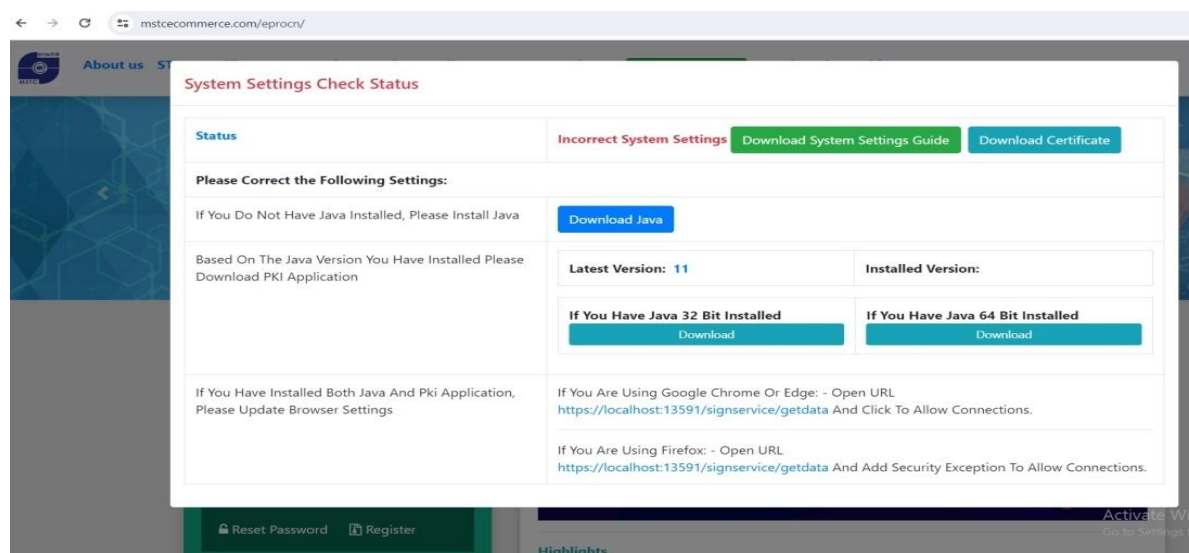 mstcecommerce.com/eprocn/
MSTC
About us ST
System Settings Check Status
Status
Incorrect System Settings Download System Settings Guide Download Certificate
Please Correct the Following Settings:
If You Do Not Have Java Installed, Please Install Java
Download Java
Based On The Java Version You Have Installed Please
Download PKI Application
Latest Version: 11
Installed Version:
If You Have Java 32 Bit Installed
Download
If You Have Java 64 Bit Installed
Download
If You Have Installed Both Java And Pki Application,
Please Update Browser Settings
If You Are Using Google Chrome Or Edge: - Open URL
https://localhost:13591/signservice/getdata And Click To Allow Connections.
If You Are Using Firefox: - Open URL
https://localhost:13591/signservice/getdata And Add Security Exception To Allow Connections.
Reset Password Register
Highlights
Activate W
Go to Settings